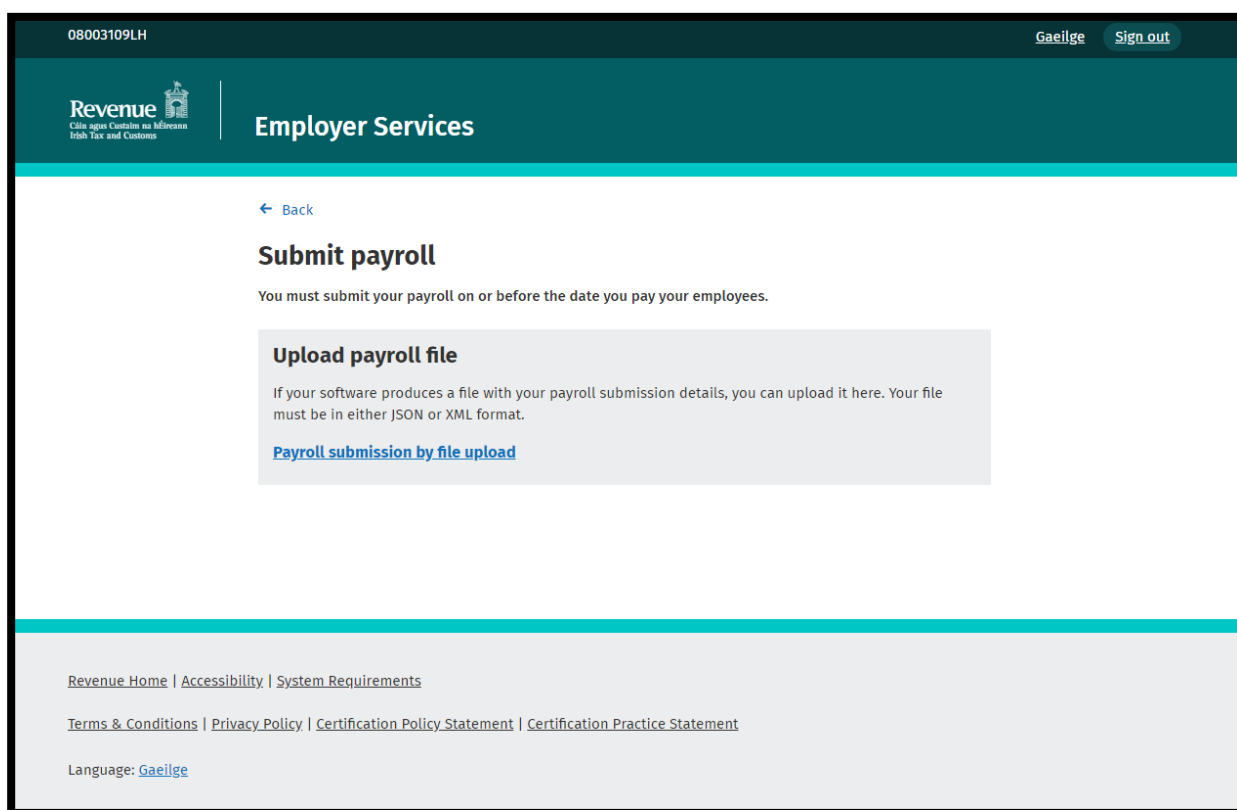 08003109LH
Gaeilge Sign out
Revenue
Cáin agus Custaim na hÉireann
Irish Tax and Customs
Employer Services
← Back
Submit payroll
You must submit your payroll on or before the date you pay your employees.
Upload payroll file
If your software produces a file with your payroll submission details, you can upload it here. Your file
must be in either JSON or XML format.
Payroll submission by file upload
Revenue Home | Accessibility | System Requirements
Terms & Conditions | Privacy Policy | Certification Policy Statement | Certification Practice Statement
Language: Gaeilge